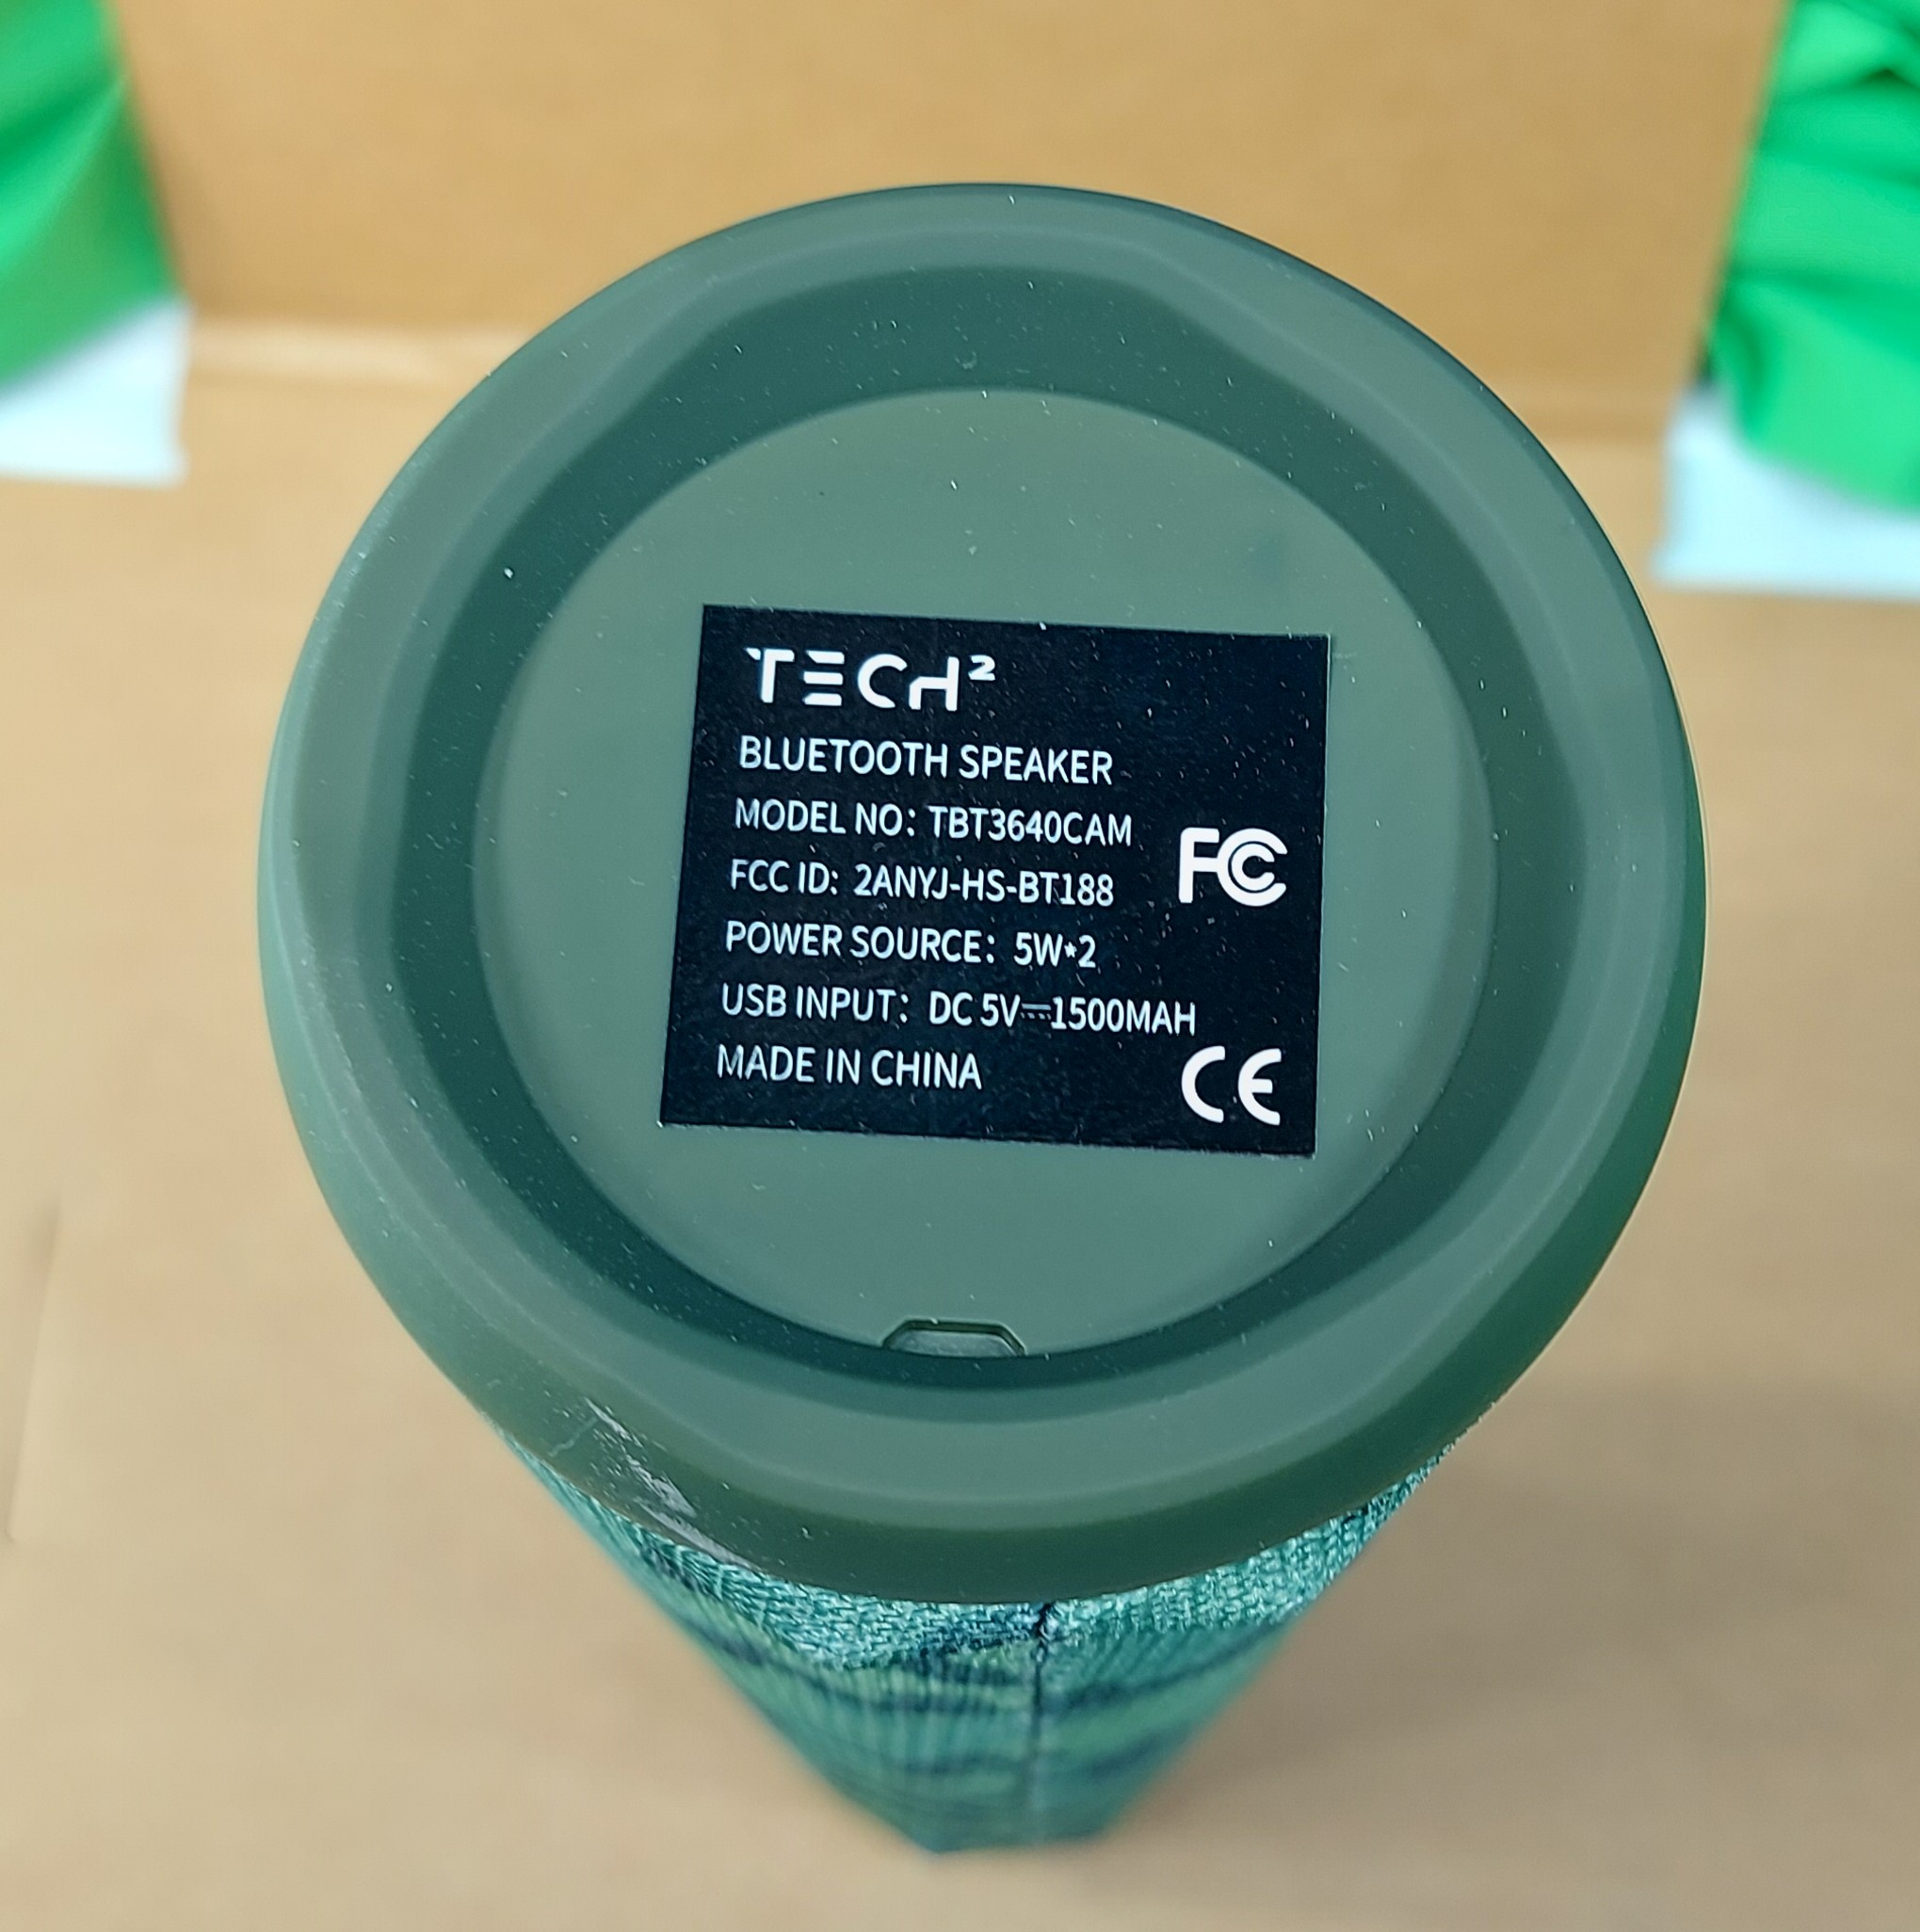 TECH²
BLUETOOTH SPEAKER
MODEL NO: TBT3640CAM
FCC ID: 2ANYJ-HS-BT188
POWER SOURCE: 5W*2
USB INPUT: DC 5V⎓1500MAH
MADE IN CHINA
FC
CE